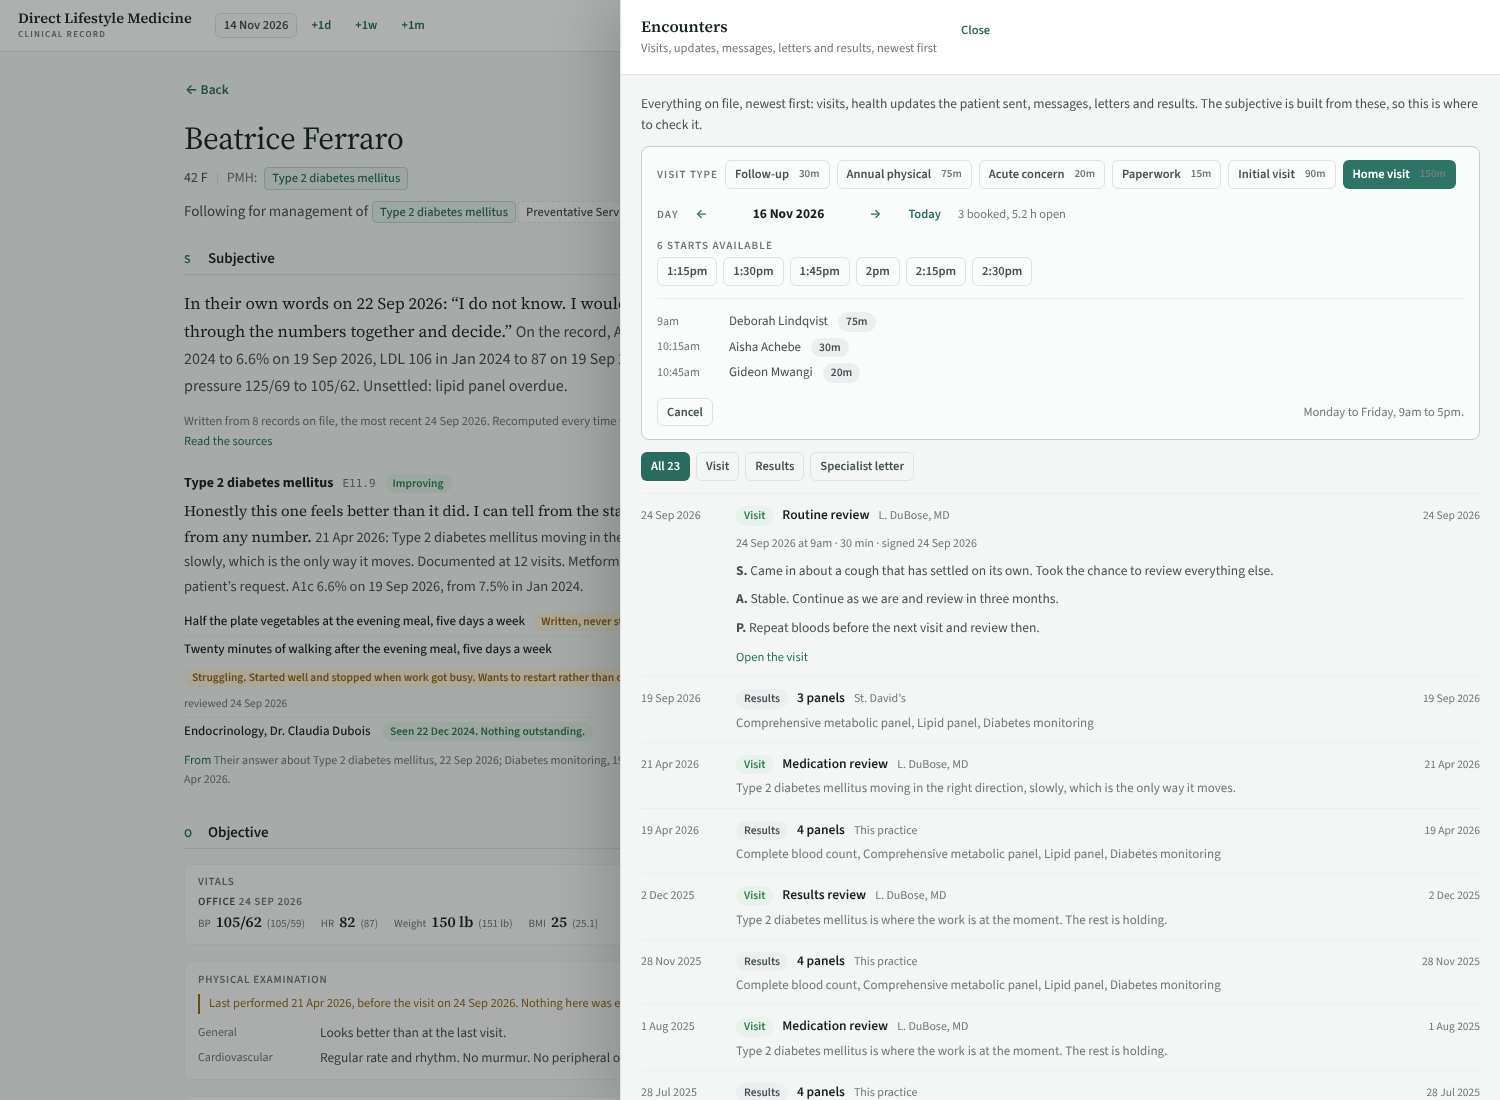 Direct Lifestyle Medicine
CLINICAL RECORD
14 Nov 2026 +1d +1w +1m
← Back
Beatrice Ferraro
42 F PMH: Type 2 diabetes mellitus
Following for management of Type 2 diabetes mellitus Preventative Serv
S Subjective
In their own words on 22 Sep 2026: “I do not know. I woul
through the numbers together and decide.” On the record, A
2024 to 6.6% on 19 Sep 2026, LDL 106 in Jan 2024 to 87 on 19 Sep
pressure 125/69 to 105/62. Unsettled: lipid panel overdue.
Written from 8 records on file, the most recent 24 Sep 2026. Recomputed every time
Read the sources
Type 2 diabetes mellitus E11.9 Improving
Honestly this one feels better than it did. I can tell from the sta
from any number. 21 Apr 2026: Type 2 diabetes mellitus moving in the
slowly, which is the only way it moves. Documented at 12 visits. Metform
patient’s request. A1c 6.6% on 19 Sep 2026, from 7.5% in Jan 2024.
Half the plate vegetables at the evening meal, five days a week Written, never s
Twenty minutes of walking after the evening meal, five days a week
Struggling. Started well and stopped when work got busy. Wants to restart rather than
reviewed 24 Sep 2026
Endocrinology, Dr. Claudia Dubois Seen 22 Dec 2024. Nothing outstanding.
From Their answer about Type 2 diabetes mellitus, 22 Sep 2026; Diabetes monitoring, 19
Apr 2026.
O Objective
VITALS
OFFICE 24 SEP 2026
BP 105/62 (105/59) HR 82 (87) Weight 150 lb (151 lb) BMI 25 (25.1)
PHYSICAL EXAMINATION
Last performed 21 Apr 2026, before the visit on 24 Sep 2026. Nothing here was e
General Looks better than at the last visit.
Cardiovascular Regular rate and rhythm. No murmur. No peripheral o
Encounters
Visits, updates, messages, letters and results, newest first
Close
Everything on file, newest first: visits, health updates the patient sent, messages, letters and results. The subjective is built from these, so this is where
to check it.
VISIT TYPE Follow-up 30m Annual physical 75m Acute concern 20m Paperwork 15m Initial visit 90m Home visit 150m
DAY ← 16 Nov 2026 → Today 3 booked, 5.2 h open
6 STARTS AVAILABLE
1:15pm 1:30pm 1:45pm 2pm 2:15pm 2:30pm
9am Deborah Lindqvist 75m
10:15am Aisha Achebe 30m
10:45am Gideon Mwangi 20m
Cancel Monday to Friday, 9am to 5pm.
All 23 Visit Results Specialist letter
24 Sep 2026 Visit Routine review L. DuBose, MD 24 Sep 2026
24 Sep 2026 at 9am · 30 min · signed 24 Sep 2026
S. Came in about a cough that has settled on its own. Took the chance to review everything else.
A. Stable. Continue as we are and review in three months.
P. Repeat bloods before the next visit and review then.
Open the visit
19 Sep 2026 Results 3 panels St. David’s 19 Sep 2026
Comprehensive metabolic panel, Lipid panel, Diabetes monitoring
21 Apr 2026 Visit Medication review L. DuBose, MD 21 Apr 2026
Type 2 diabetes mellitus moving in the right direction, slowly, which is the only way it moves.
19 Apr 2026 Results 4 panels This practice 19 Apr 2026
Complete blood count, Comprehensive metabolic panel, Lipid panel, Diabetes monitoring
2 Dec 2025 Visit Results review L. DuBose, MD 2 Dec 2025
Type 2 diabetes mellitus is where the work is at the moment. The rest is holding.
28 Nov 2025 Results 4 panels This practice 28 Nov 2025
Complete blood count, Comprehensive metabolic panel, Lipid panel, Diabetes monitoring
1 Aug 2025 Visit Medication review L. DuBose, MD 1 Aug 2025
Type 2 diabetes mellitus is where the work is at the moment. The rest is holding.
28 Jul 2025 Results 4 panels This practice 28 Jul 2025